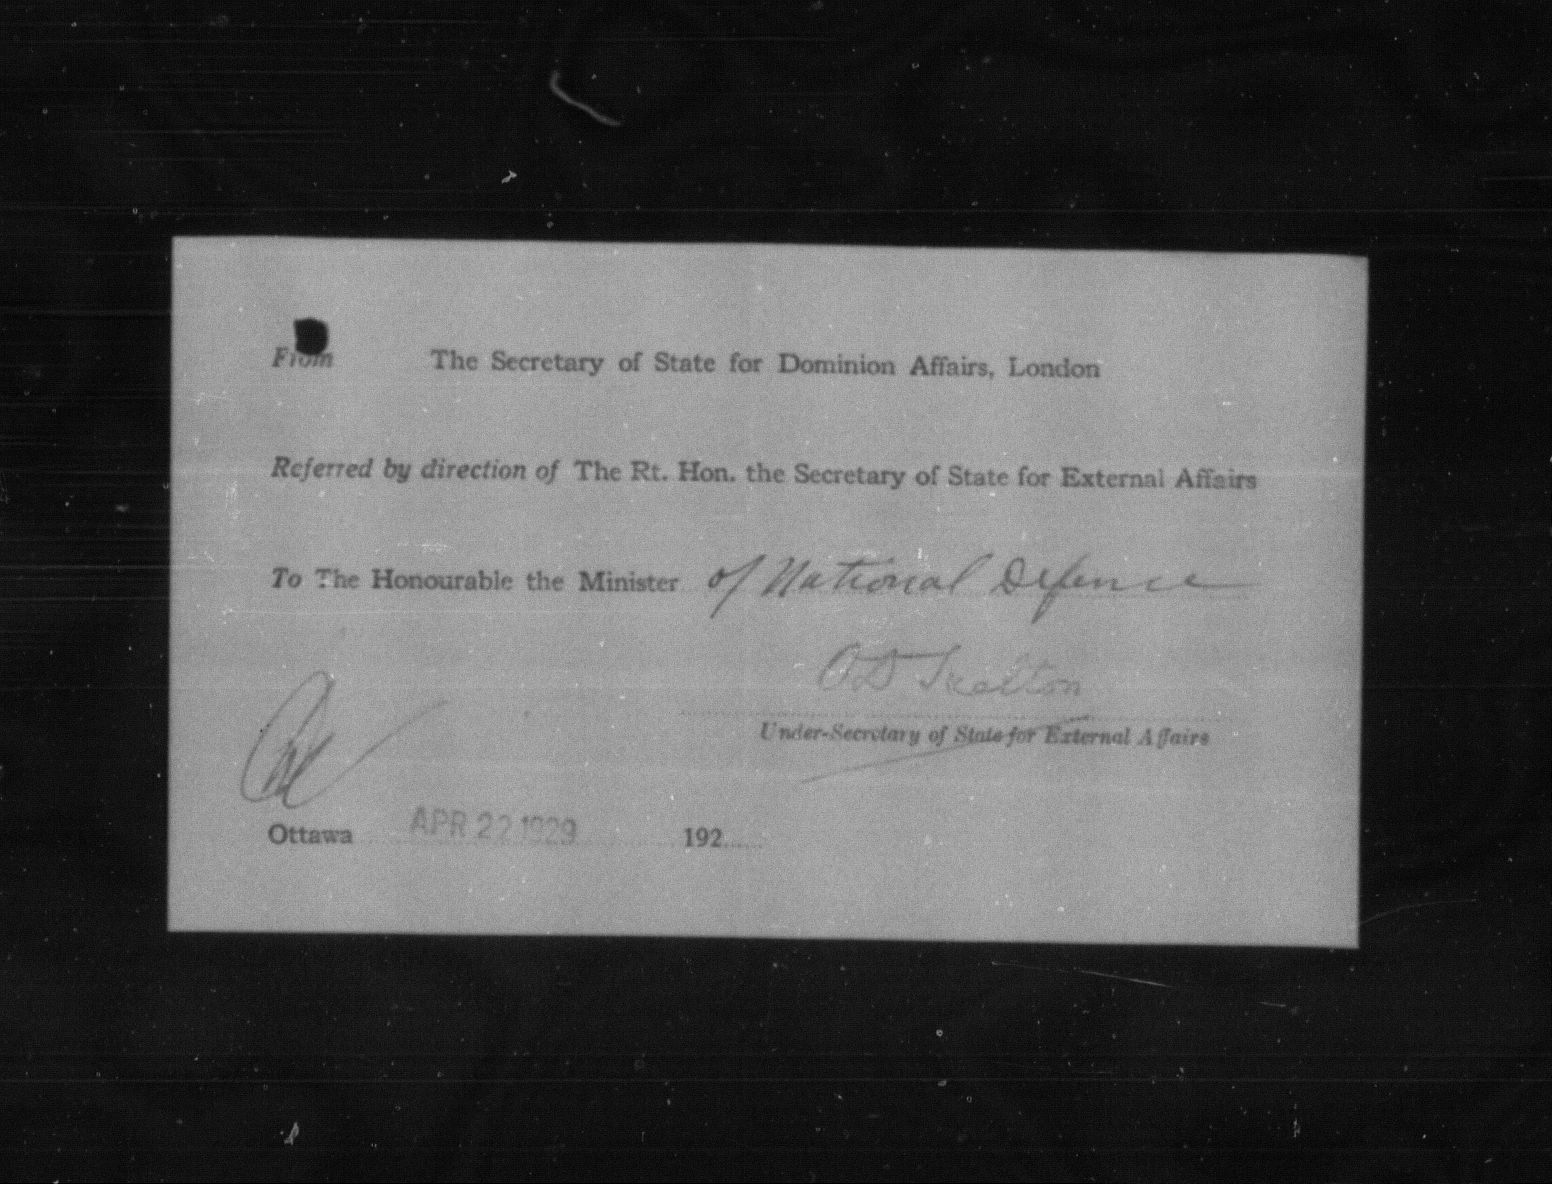 From The Secretary of State for Dominion Affairs, London
Referred by direction of The Rt. Hon. the Secretary of State for External Affairs
To The Honourable the Minister of National Defence
O D Skelton
Under-Secretary of State for External Affairs
Ottawa APR 22 1929 192